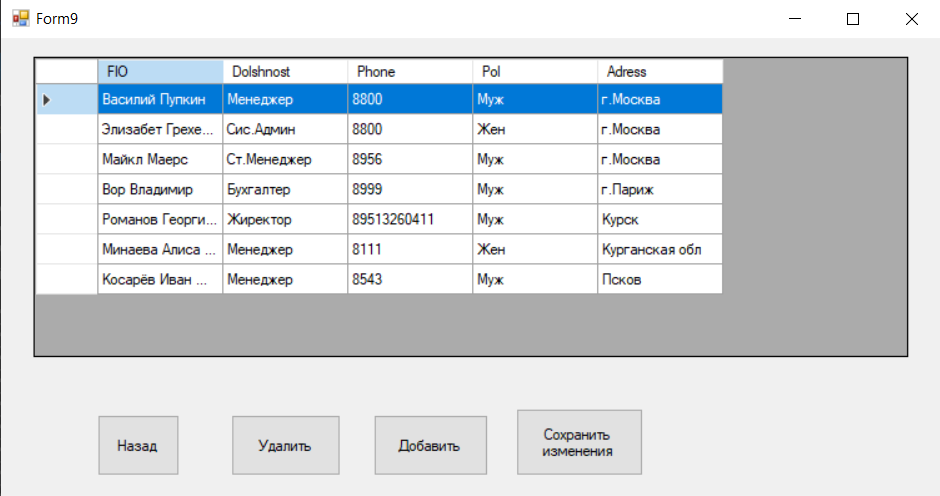 Form9
FIO Dolshnost Phone Pol Adress
Василий Пупкин Менеджер 8800 Муж г.Москва
Элизабет Грехе... Сис.Админ 8800 Жен г.Москва
Майкл Маерс Ст.Менеджер 8956 Муж г.Москва
Вор Владимир Бухгалтер 8999 Муж г.Париж
Романов Георги... Жиректор 89513260411 Муж Курск
Минаева Алиса ... Менеджер 8111 Жен Курганская обл
Косарёв Иван ... Менеджер 8543 Муж Псков
Назад Удалить Добавить Сохранить
изменения